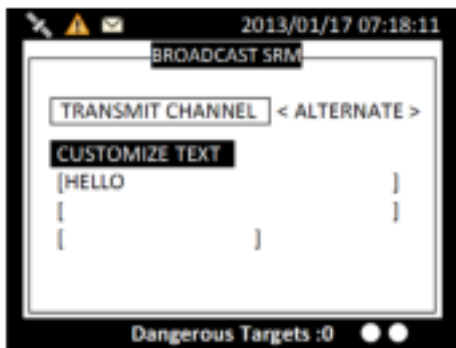 2013/01/17 07:18:11
BROADCAST SRM
TRANSMIT CHANNEL < ALTERNATE >
CUSTOMIZE TEXT
[HELLO ]
[ ]
[ ]
Dangerous Targets :0